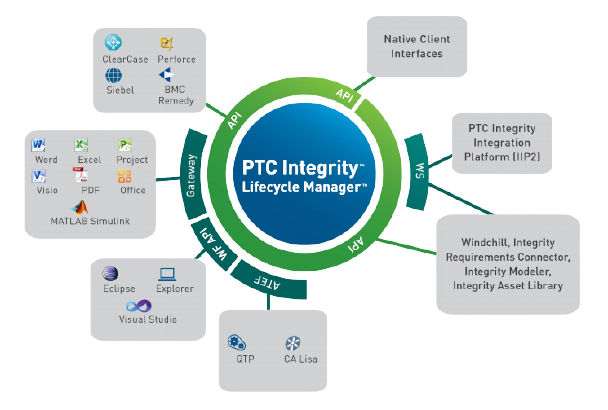 ClearCase Perforce
Siebel BMC
Remedy
Native Client
Interfaces
API
API
PTC Integrity™
Lifecycle Manager™
Word Excel Project
Visio PDF Office
MATLAB Simulink
Gateway
WS
PTC Integrity
Integration
Platform (IIP2)
WF API
API
ATEF
Windchill, Integrity
Requirements Connector,
Integrity Modeler,
Integrity Asset Library
Eclipse Explorer
Visual Studio
QTP CA Lisa